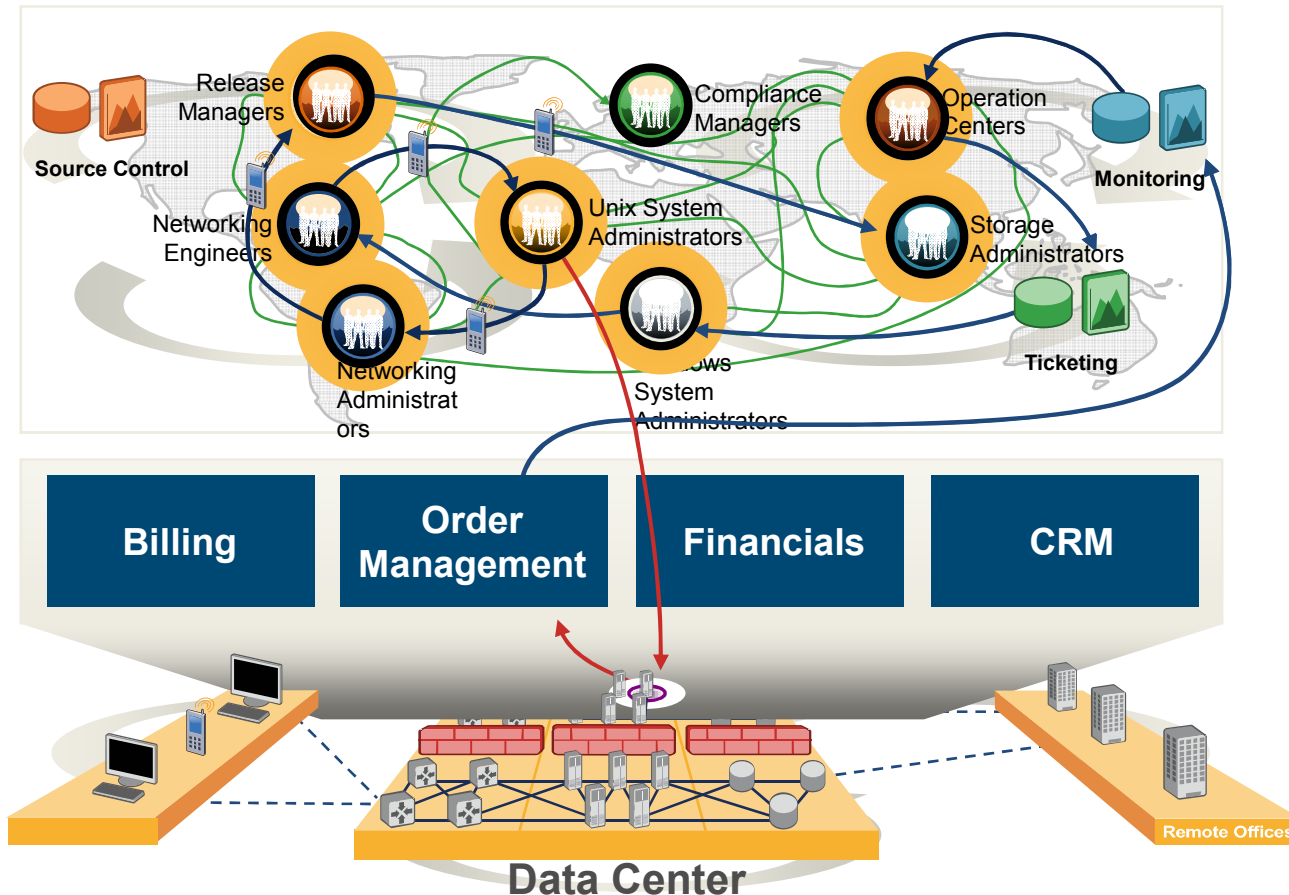 Release
Managers
Compliance
Managers
Operation
Centers
Source Control
Monitoring
Networking
Engineers
Unix System
Administrators
Storage
Administrators
Ticketing
Networking
Administrat
ors
System
Administrators
Billing
Order
Management
Financials
CRM
Remote Offices
Data Center